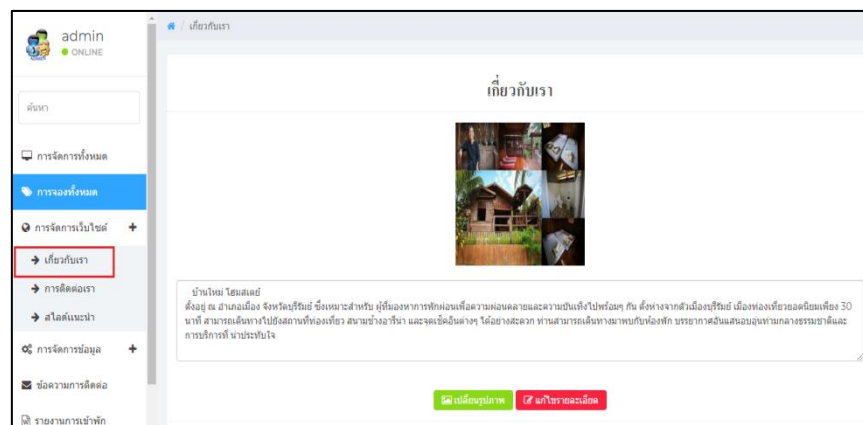 admin
ONLINE
ค้นหา
การจัดการทั้งหมด
การจองทั้งหมด
การจัดการเว็บไซต์ +
เกี่ยวกับเรา
การติดต่อเรา
สไลด์แนะนำ
การจัดการข้อมูล +
ข้อความการติดต่อ
รายงานการเข้าพัก
/ เกี่ยวกับเรา
เกี่ยวกับเรา
บ้านใหม่ โฮมสเตย์
ตั้งอยู่ ณ อำเภอเมือง จังหวัดบุรีรัมย์ ซึ่งเหมาะสำหรับ ผู้ที่มองหาการพักผ่อนเพื่อความผ่อนคลายและความบันเทิงไปพร้อมๆ กัน ตั้งห่างจากตัวเมืองบุรีรัมย์ เมืองท่องเที่ยวยอดนิยมเพียง 30
นาที สามารถเดินทางไปยังสถานที่ท่องเที่ยว สนามช้างอารีน่า และจุดเช็คอินต่างๆ ได้อย่างสะดวก ท่านสามารถเดินทางมาพบกับห้องพัก บรรยากาศอันแสนอบอุ่นท่ามกลางธรรมชาติและ
การบริการที่ น่าประทับใจ
เปลี่ยนรูปภาพ
แก้ไขรายละเอียด